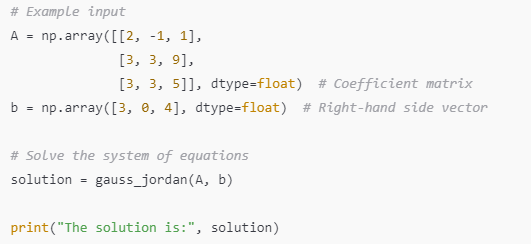 # Example input
A = np.array([[2, -1, 1],
              [3, 3, 9],
              [3, 3, 5]], dtype=float)  # Coefficient matrix
b = np.array([3, 0, 4], dtype=float)  # Right-hand side vector
# Solve the system of equations
solution = gauss_jordan(A, b)
print("The solution is:", solution)